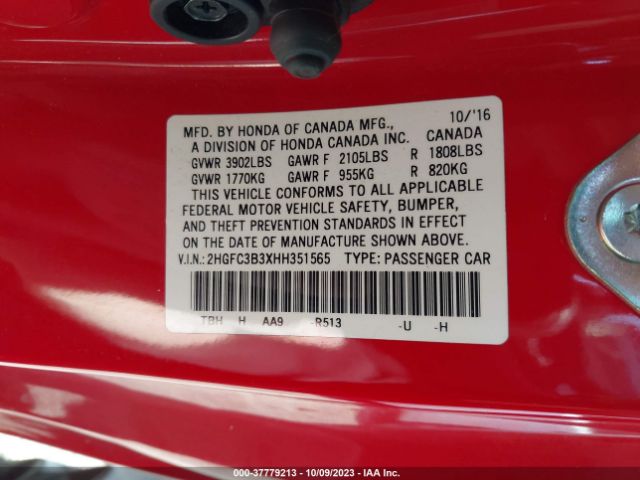 10/'16
MFD. BY HONDA OF CANADA MFG.,
A DIVISION OF HONDA CANADA INC. CANADA
GVWR 3902LBS GAWR F 2105LBS R 1808LBS
GVWR 1770KG GAWR F 955KG R 820KG
THIS VEHICLE CONFORMS TO ALL APPLICABLE
FEDERAL MOTOR VEHICLE SAFETY, BUMPER,
AND THEFT PREVENTION STANDARDS IN EFFECT
ON THE DATE OF MANUFACTURE SHOWN ABOVE.
V.I.N.: 2HGFC3B3XHH351565 TYPE: PASSENGER CAR
TBH H AA9 -R513 -U -H
000-37779213 - 10/09/2023 - IAA Inc.